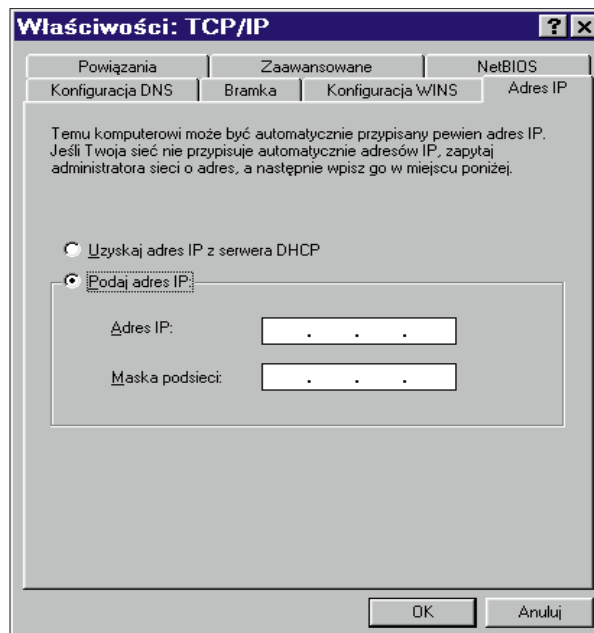 Właściwości: TCP/IP
Powiązania Zaawansowane NetBIOS
Konfiguracja DNS Bramka Konfiguracja WINS Adres IP
Temu komputerowi może być automatycznie przypisany pewien adres IP.
Jeśli Twoja sieć nie przypisuje automatycznie adresów IP, zapytaj
administratora sieci o adres, a następnie wpisz go w miejscu poniżej.
Uzyskaj adres IP z serwera DHCP
Podaj adres IP:
Adres IP: . . .
Maska podsieci: . . .
OK Anuluj